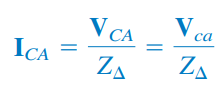 I_CA = V_CA / Z_Δ = V_ca / Z_Δ